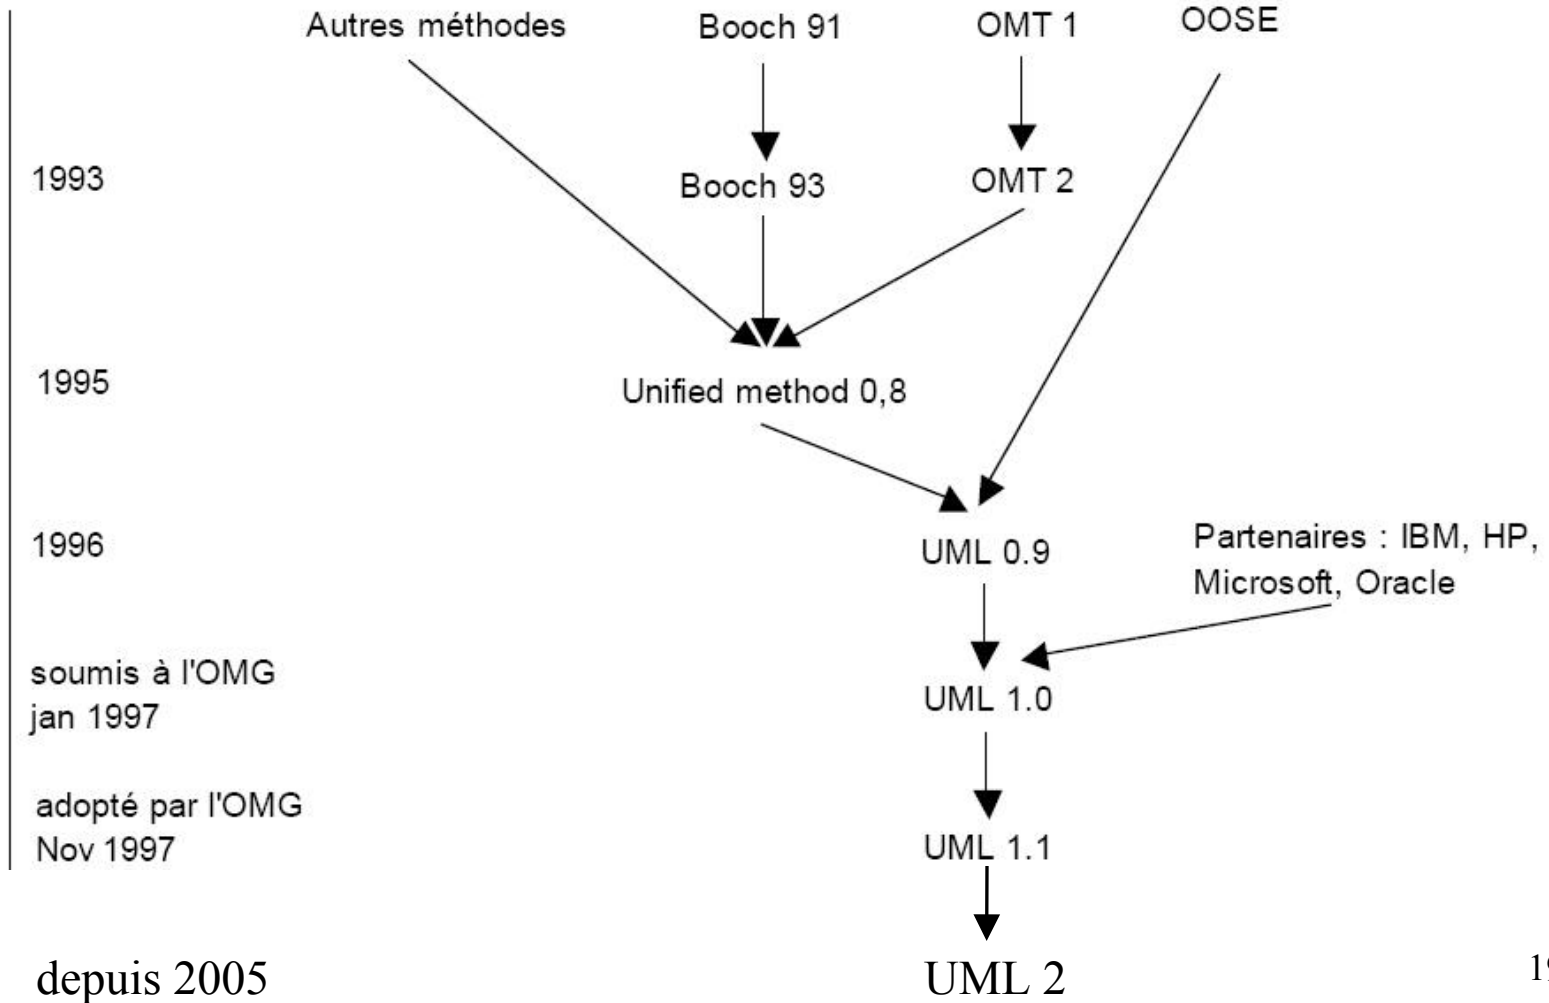 Autres méthodes
Booch 91
OMT 1
OOSE
1993
Booch 93
OMT 2
1995
Unified method 0,8
1996
UML 0.9
Partenaires : IBM, HP,
Microsoft, Oracle
soumis à l'OMG
jan 1997
UML 1.0
adopté par l'OMG
Nov 1997
UML 1.1
depuis 2005
UML 2
19